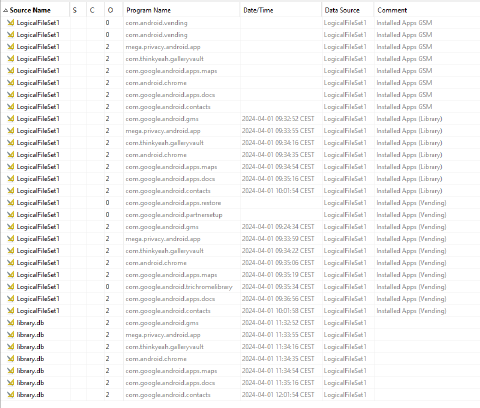 Source Name S C O Program Name Date/Time Data Source Comment
LogicalFileSet1 0 com.android.vending LogicalFileSet1 Installed Apps GSM
LogicalFileSet1 0 com.android.vending LogicalFileSet1 Installed Apps GSM
LogicalFileSet1 2 mega.privacy.android.app LogicalFileSet1 Installed Apps GSM
LogicalFileSet1 2 com.thinkyeah.galleryvault LogicalFileSet1 Installed Apps GSM
LogicalFileSet1 2 com.google.android.apps.maps LogicalFileSet1 Installed Apps GSM
LogicalFileSet1 2 com.android.chrome LogicalFileSet1 Installed Apps GSM
LogicalFileSet1 2 com.google.android.apps.docs LogicalFileSet1 Installed Apps GSM
LogicalFileSet1 2 com.google.android.contacts LogicalFileSet1 Installed Apps GSM
LogicalFileSet1 2 com.google.android.gms 2024-04-01 09:32:52 CEST LogicalFileSet1 Installed Apps (Library)
LogicalFileSet1 2 mega.privacy.android.app 2024-04-01 09:33:55 CEST LogicalFileSet1 Installed Apps (Library)
LogicalFileSet1 2 com.thinkyeah.galleryvault 2024-04-01 09:34:16 CEST LogicalFileSet1 Installed Apps (Library)
LogicalFileSet1 2 com.android.chrome 2024-04-01 09:34:35 CEST LogicalFileSet1 Installed Apps (Library)
LogicalFileSet1 2 com.google.android.apps.maps 2024-04-01 09:34:54 CEST LogicalFileSet1 Installed Apps (Library)
LogicalFileSet1 2 com.google.android.apps.docs 2024-04-01 09:35:16 CEST LogicalFileSet1 Installed Apps (Library)
LogicalFileSet1 2 com.google.android.contacts 2024-04-01 10:01:54 CEST LogicalFileSet1 Installed Apps (Library)
LogicalFileSet1 0 com.google.android.apps.restore LogicalFileSet1 Installed Apps (Vending)
LogicalFileSet1 0 com.google.android.partnersetup LogicalFileSet1 Installed Apps (Vending)
LogicalFileSet1 2 com.google.android.gms 2024-04-01 09:24:34 CEST LogicalFileSet1 Installed Apps (Vending)
LogicalFileSet1 2 mega.privacy.android.app 2024-04-01 09:33:59 CEST LogicalFileSet1 Installed Apps (Vending)
LogicalFileSet1 2 com.thinkyeah.galleryvault 2024-04-01 09:34:22 CEST LogicalFileSet1 Installed Apps (Vending)
LogicalFileSet1 2 com.android.chrome 2024-04-01 09:35:06 CEST LogicalFileSet1 Installed Apps (Vending)
LogicalFileSet1 2 com.google.android.apps.maps 2024-04-01 09:35:19 CEST LogicalFileSet1 Installed Apps (Vending)
LogicalFileSet1 0 com.google.android.trichromelibrary 2024-04-01 09:35:34 CEST LogicalFileSet1 Installed Apps (Vending)
LogicalFileSet1 2 com.google.android.apps.docs 2024-04-01 09:36:56 CEST LogicalFileSet1 Installed Apps (Vending)
LogicalFileSet1 2 com.google.android.contacts 2024-04-01 10:01:58 CEST LogicalFileSet1 Installed Apps (Vending)
library.db 2 com.google.android.gms 2024-04-01 11:32:52 CEST LogicalFileSet1
library.db 2 mega.privacy.android.app 2024-04-01 11:33:55 CEST LogicalFileSet1
library.db 2 com.thinkyeah.galleryvault 2024-04-01 11:34:16 CEST LogicalFileSet1
library.db 2 com.android.chrome 2024-04-01 11:34:35 CEST LogicalFileSet1
library.db 2 com.google.android.apps.maps 2024-04-01 11:34:54 CEST LogicalFileSet1
library.db 2 com.google.android.apps.docs 2024-04-01 11:35:16 CEST LogicalFileSet1
library.db 2 com.google.android.contacts 2024-04-01 12:01:54 CEST LogicalFileSet1